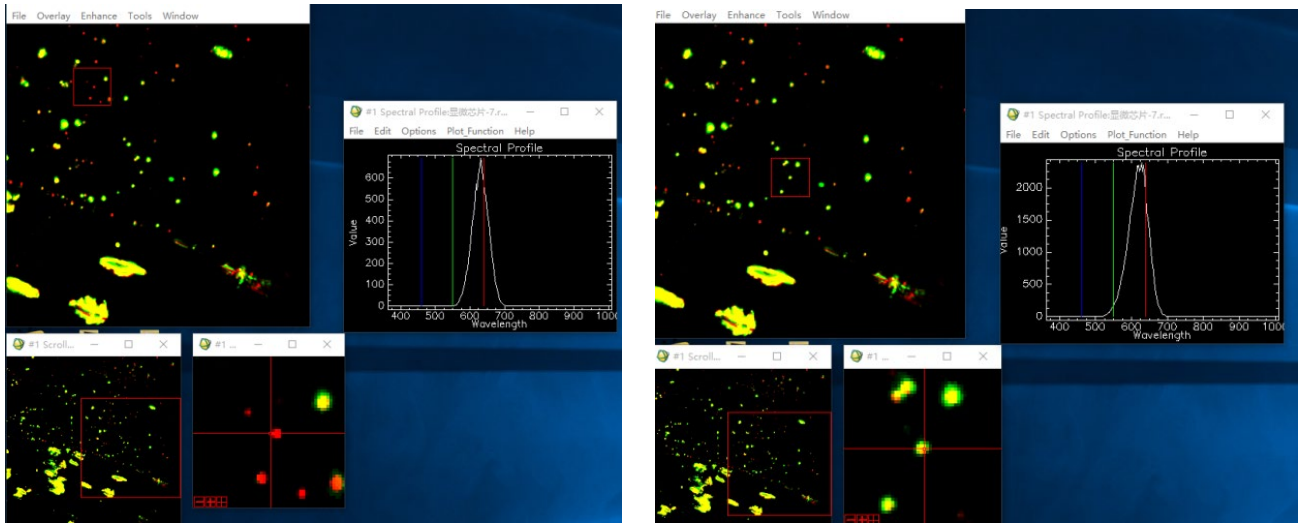 File Overlay Enhance Tools Window
#1 Spectral Profile:显微芯片-7.r...
File Edit Options Plot_Function Help
Spectral Profile
600
500
400
300
200
100
0
Value
400 500 600 700 800 900 1000
Wavelength
#1 Scroll...
#1 ...
File Overlay Enhance Tools Window
#1 Spectral Profile:显微芯片-7.r...
File Edit Options Plot_Function Help
Spectral Profile
2000
1500
1000
500
0
Value
400 500 600 700 800 900 1000
Wavelength
#1 Scroll...
#1 ...